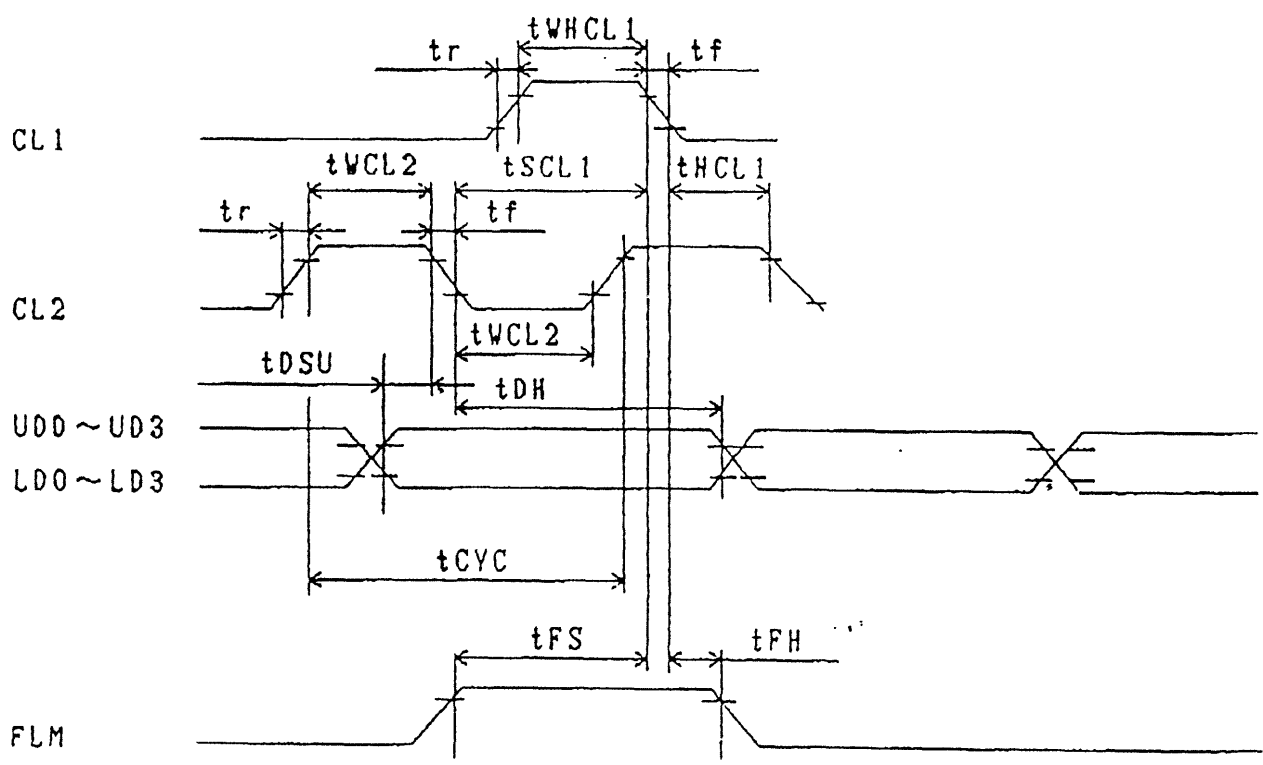 tWHCL1
tr
tf
CL1
tWCL2
tSCL1
tHCL1
tr
tf
CL2
tWCL2
tDSU
tDH
UD0~UD3
LD0~LD3
tCYC
tFS
tFH
FLM